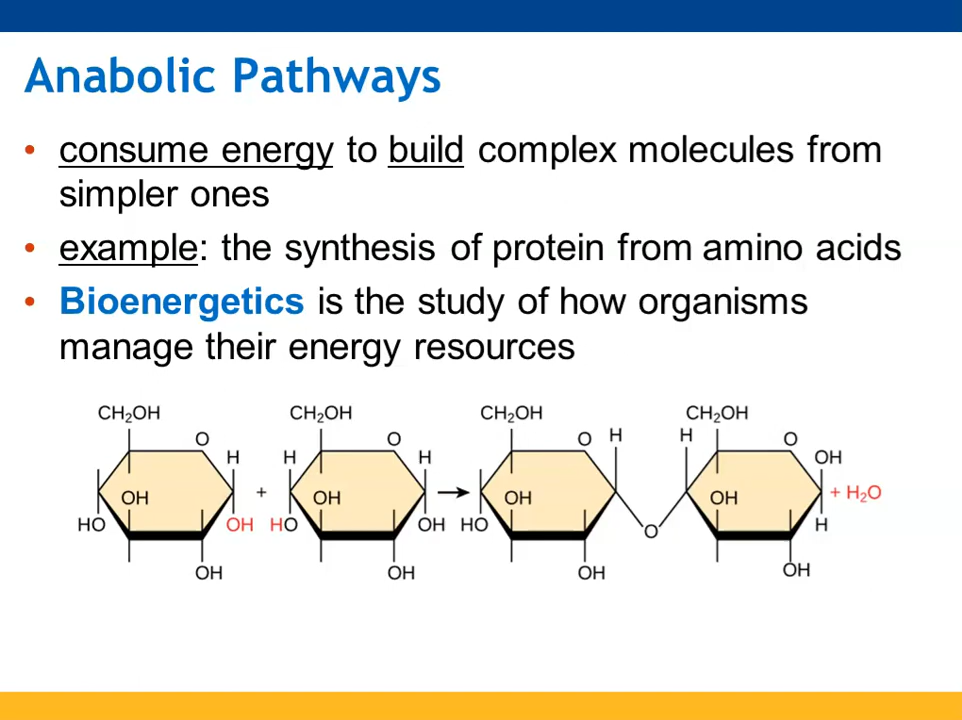 Anabolic Pathways
• consume energy to build complex molecules from
simpler ones
• example: the synthesis of protein from amino acids
• Bioenergetics is the study of how organisms
manage their energy resources
CH₂OH CH₂OH CH₂OH CH₂OH
O O O H H O
H H H OH
OH + OH OH OH + H₂O
HO OH HO OH HO O H
OH OH OH OH